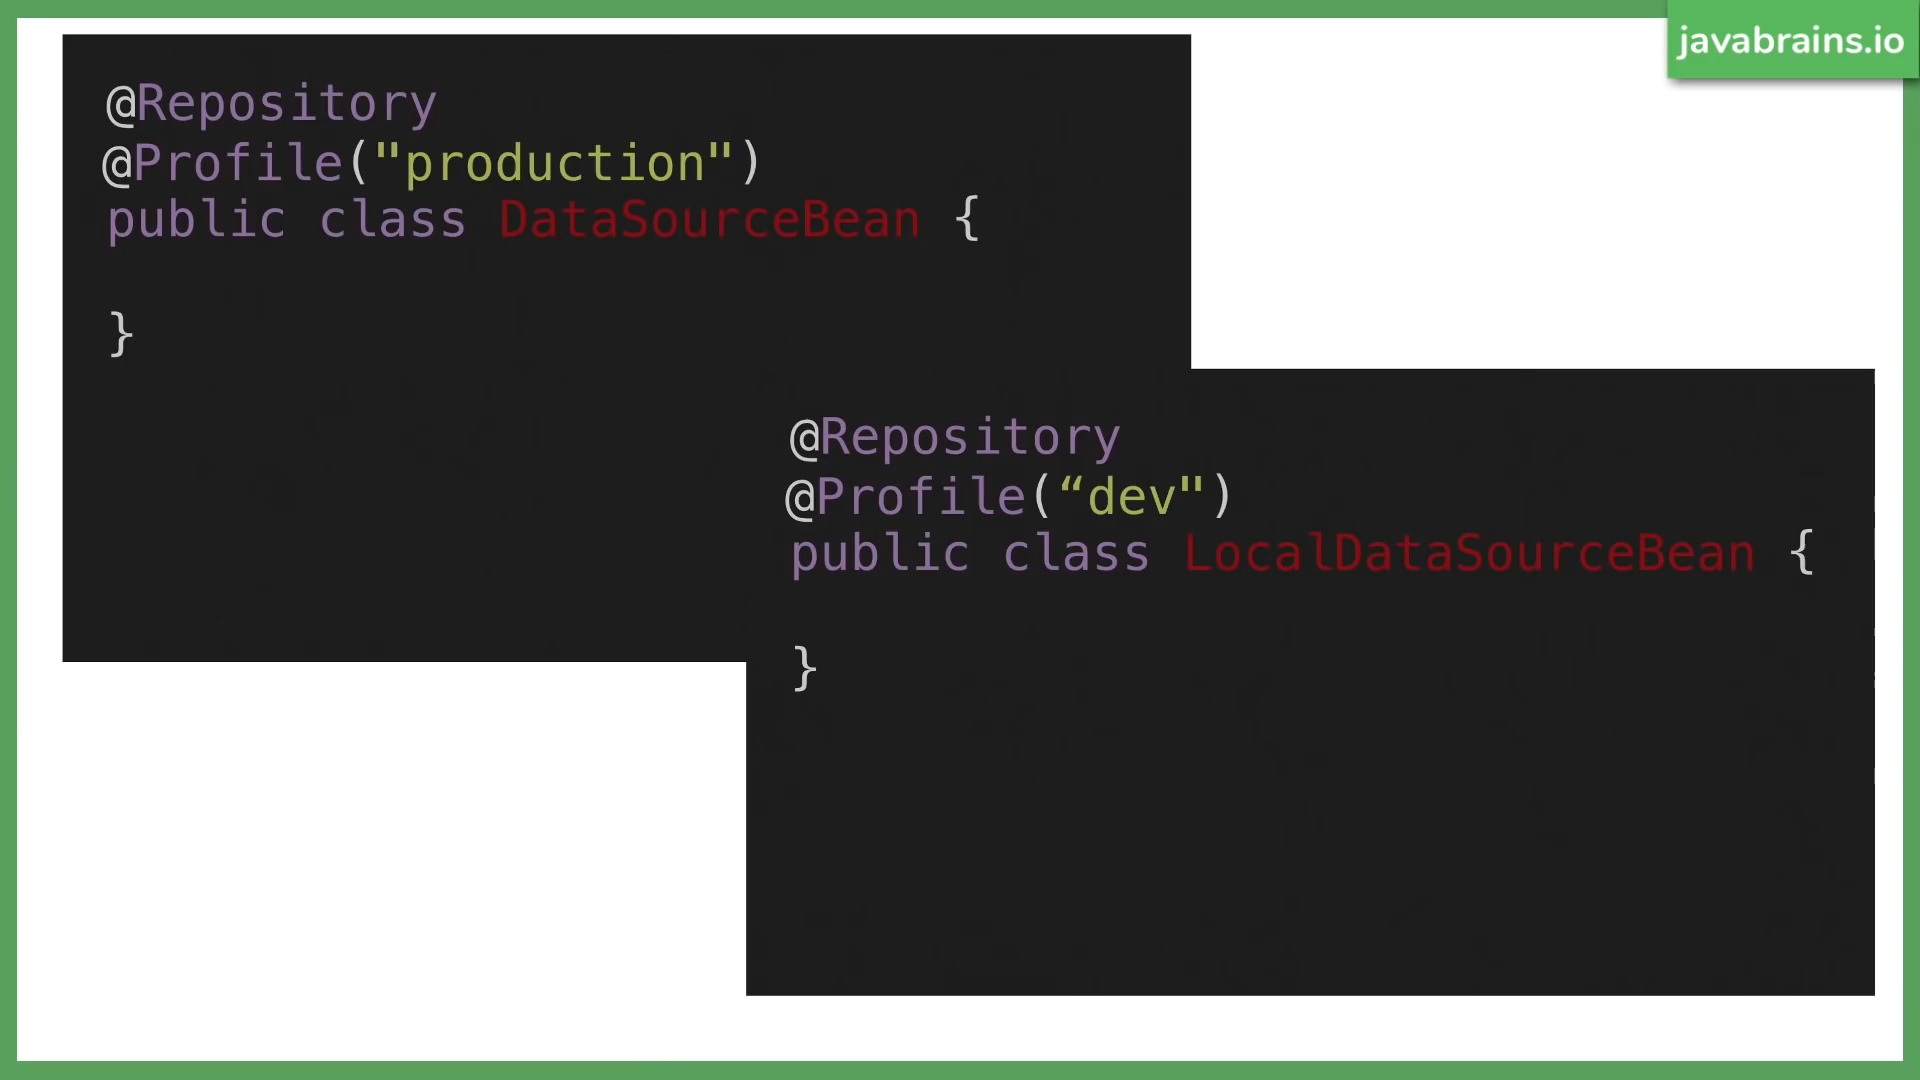 javabrains.io
@Repository
@Profile("production")
public class DataSourceBean {
}
@Repository
@Profile(“dev")
public class LocalDataSourceBean {
}